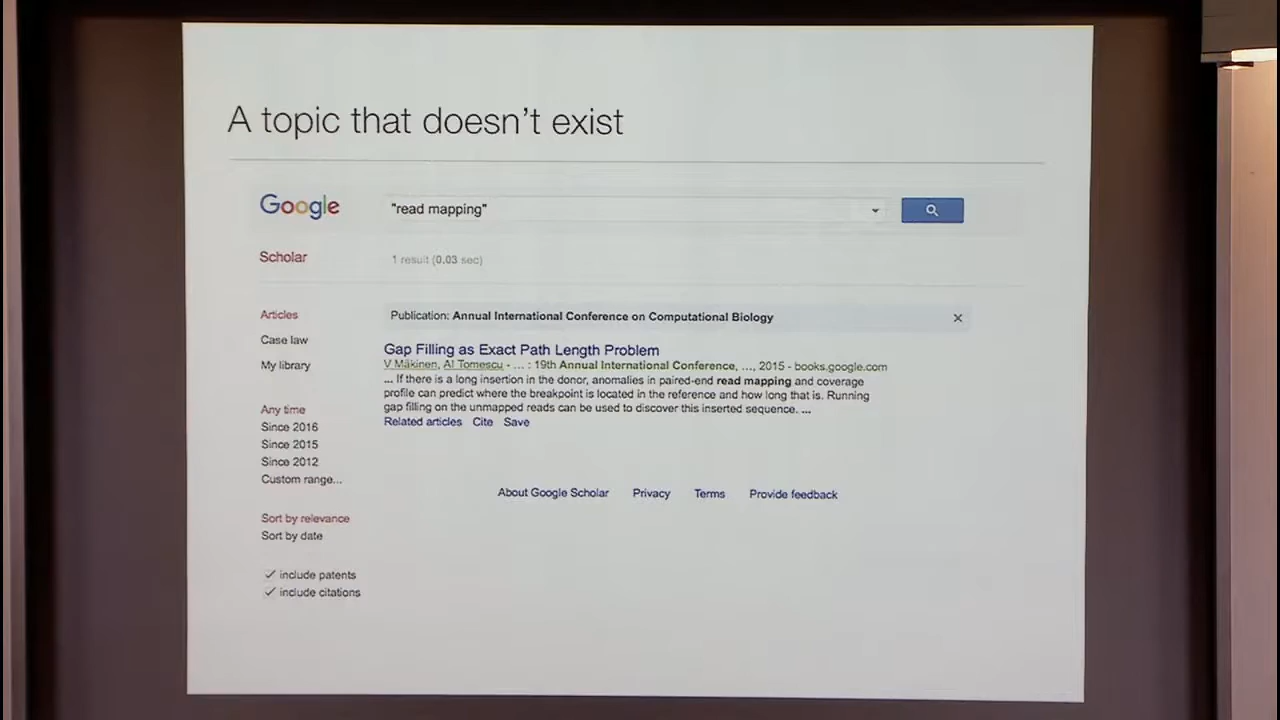 A topic that doesn't exist
Google
"read mapping"
Scholar
1 result (0.03 sec)
Articles
Case law
My library
Any time
Since 2016
Since 2015
Since 2012
Custom range...
Sort by relevance
Sort by date
include patents
include citations
Publication: Annual International Conference on Computational Biology
Gap Filling as Exact Path Length Problem
V Mäkinen, AI Tomescu - ... : 19th Annual International Conference, ..., 2015 - books.google.com
... If there is a long insertion in the donor, anomalies in paired-end read mapping and coverage
profile can predict where the breakpoint is located in the reference and how long that is. Running
gap filling on the unmapped reads can be used to discover this inserted sequence. ...
Related articles Cite Save
About Google Scholar Privacy Terms Provide feedback